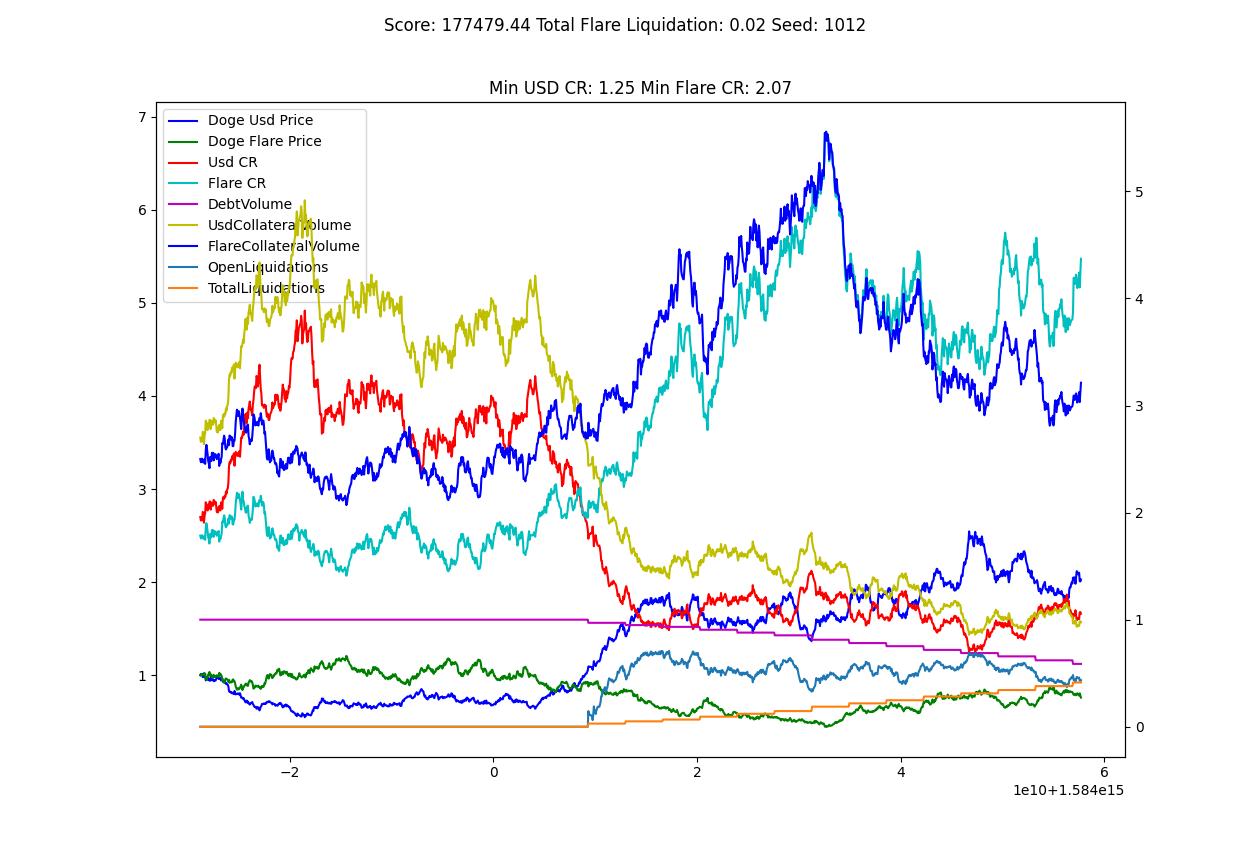 Score: 177479.44 Total Flare Liquidation: 0.02 Seed: 1012
Min USD CR: 1.25 Min Flare CR: 2.07
Doge Usd Price
Doge Flare Price
Usd CR
Flare CR
DebtVolume
UsdCollateralVolume
FlareCollateralVolume
OpenLiquidations
TotalLiquidations
7
6
5
4
3
2
1
5
4
3
2
1
0
−2
0
2
4
6
1e10+1.584e15